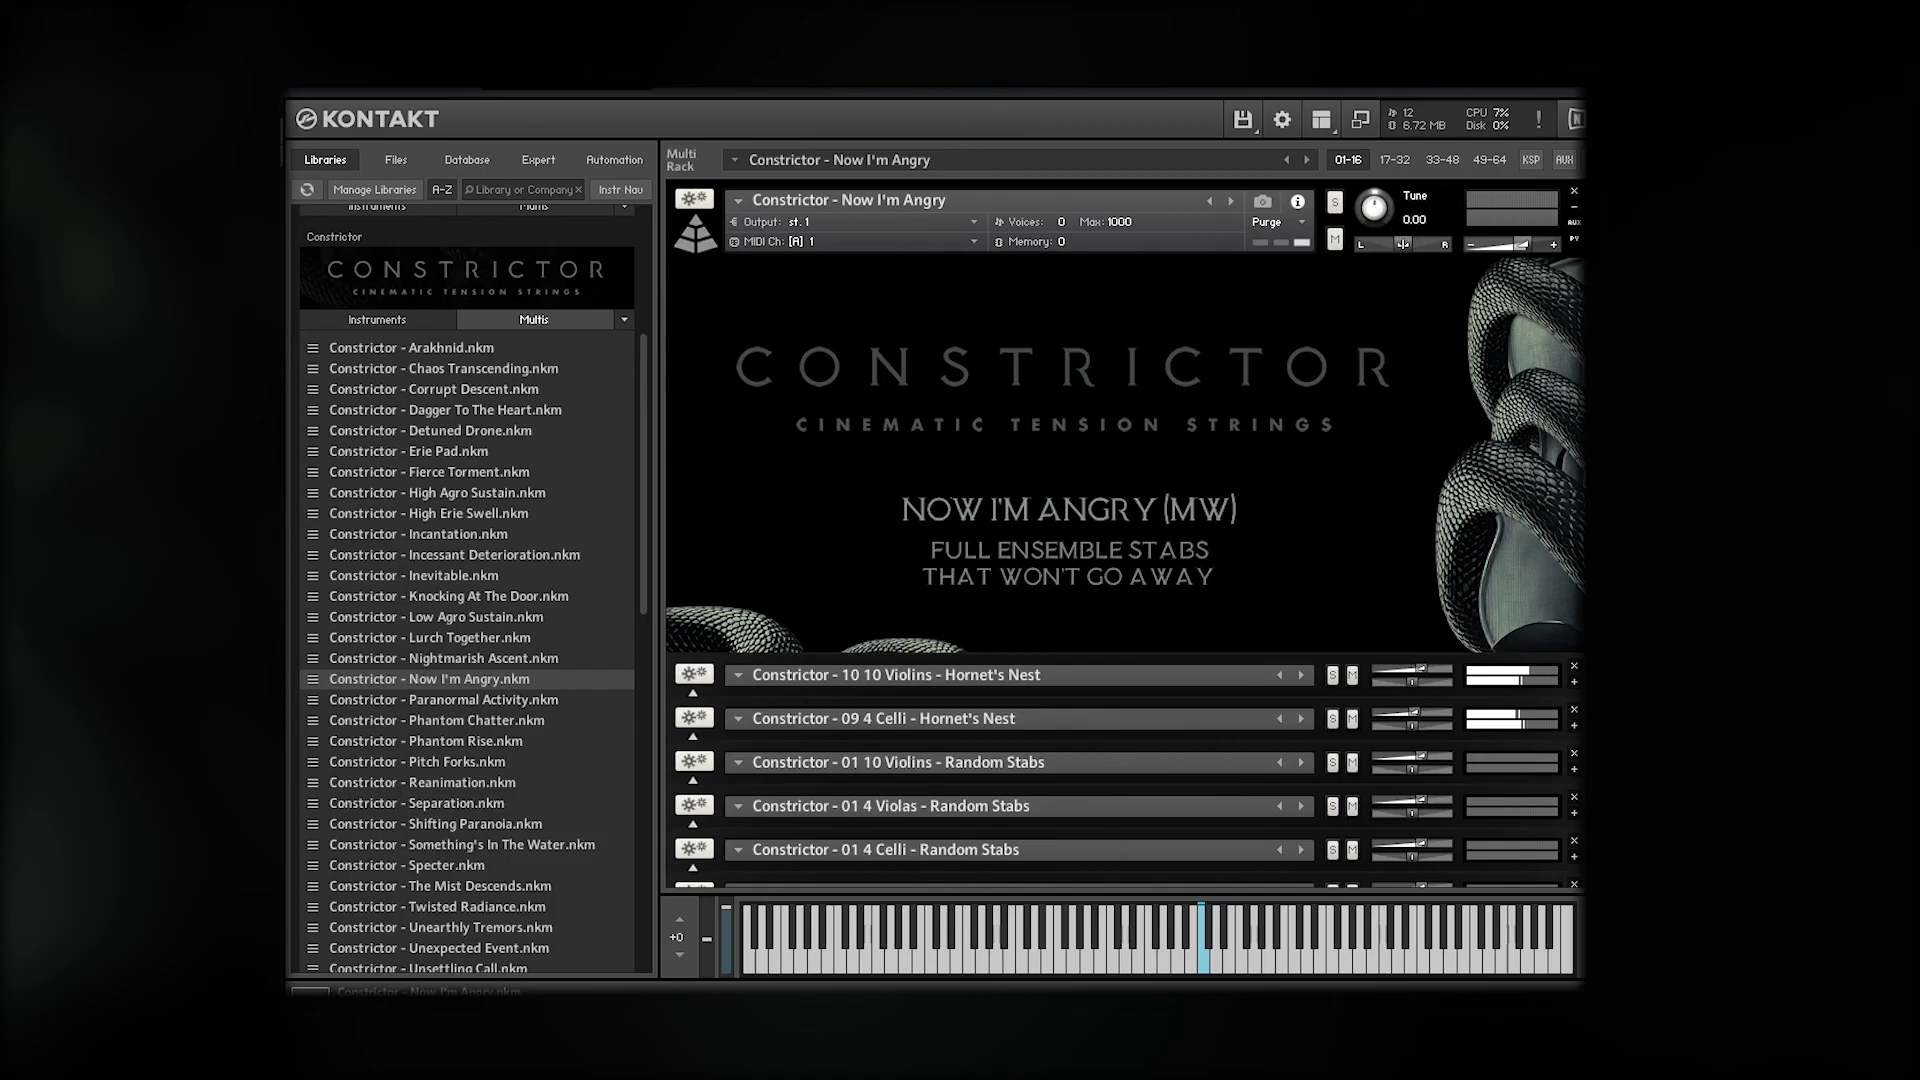 KONTAKT
12
6.72 MB
CPU 7%
Disk 0%
!
Libraries
Files
Database
Expert
Automation
Manage Libraries
A-Z
Library or Company
Instr Nav
Instruments
Multis
Constrictor
CONSTRICTOR
CINEMATIC TENSION STRINGS
Instruments
Multis
Constrictor - Arakhnid.nkm
Constrictor - Chaos Transcending.nkm
Constrictor - Corrupt Descent.nkm
Constrictor - Dagger To The Heart.nkm
Constrictor - Detuned Drone.nkm
Constrictor - Erie Pad.nkm
Constrictor - Fierce Torment.nkm
Constrictor - High Agro Sustain.nkm
Constrictor - High Erie Swell.nkm
Constrictor - Incantation.nkm
Constrictor - Incessant Deterioration.nkm
Constrictor - Inevitable.nkm
Constrictor - Knocking At The Door.nkm
Constrictor - Low Agro Sustain.nkm
Constrictor - Lurch Together.nkm
Constrictor - Nightmarish Ascent.nkm
Constrictor - Now I'm Angry.nkm
Constrictor - Paranormal Activity.nkm
Constrictor - Phantom Chatter.nkm
Constrictor - Phantom Rise.nkm
Constrictor - Pitch Forks.nkm
Constrictor - Reanimation.nkm
Constrictor - Separation.nkm
Constrictor - Shifting Paranoia.nkm
Constrictor - Something's In The Water.nkm
Constrictor - Specter.nkm
Constrictor - The Mist Descends.nkm
Constrictor - Twisted Radiance.nkm
Constrictor - Unearthly Tremors.nkm
Constrictor - Unexpected Event.nkm
Constrictor - Unsettling Call.nkm
Constrictor - Now I'm Angry.nkm
Multi Rack
Constrictor - Now I'm Angry
01-16
17-32
33-48
49-64
KSP
AUX
Constrictor - Now I'm Angry
Output: st.1
Voices: 0 Max: 1000
Purge
MIDI Ch: [A] 1
Memory: 0
S
M
Tune
0.00
L
R
AUX
PV
CONSTRICTOR
CINEMATIC TENSION STRINGS
NOW I'M ANGRY (MW)
FULL ENSEMBLE STABS
THAT WON'T GO AWAY
Constrictor - 10 10 Violins - Hornet's Nest
S M
Constrictor - 09 4 Celli - Hornet's Nest
S M
Constrictor - 01 10 Violins - Random Stabs
S M
Constrictor - 01 4 Violas - Random Stabs
S M
Constrictor - 01 4 Celli - Random Stabs
S M
+0